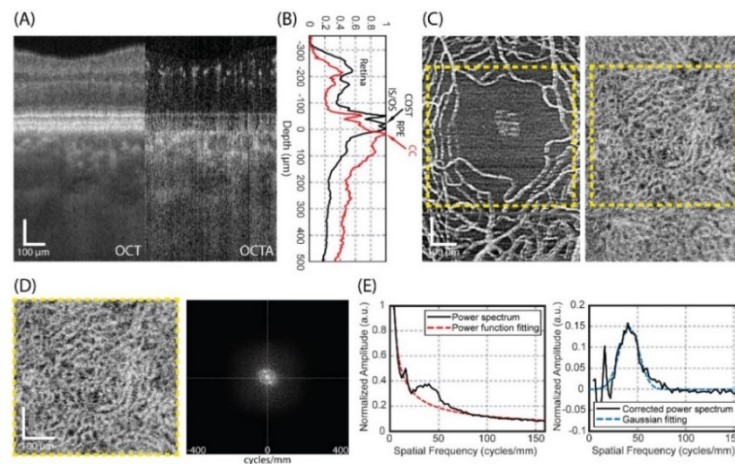 (A)
OCT
OCTA
100 μm
(B)
0
0.2
0.4
0.6
0.8
1
-300
-200
-100
0
100
200
300
400
500
Depth (μm)
Retina
IS/OS
COST
RPE
CC
(C)
100 μm
(D)
100 μm
-400
400
cycles/mm
(E)
Normalized Amplitude (a.u.)
1
0.8
0.6
0.4
0.2
0
0
50
100
150
Spatial Frequency (cycles/mm)
Power spectrum
Power function fitting
Normalized Amplitude (a.u.)
0.2
0.15
0.1
0.05
0
-0.05
-0.1
0
50
100
150
Spatial Frequency (cycles/mm)
Corrected power spectrum
Gaussian fitting